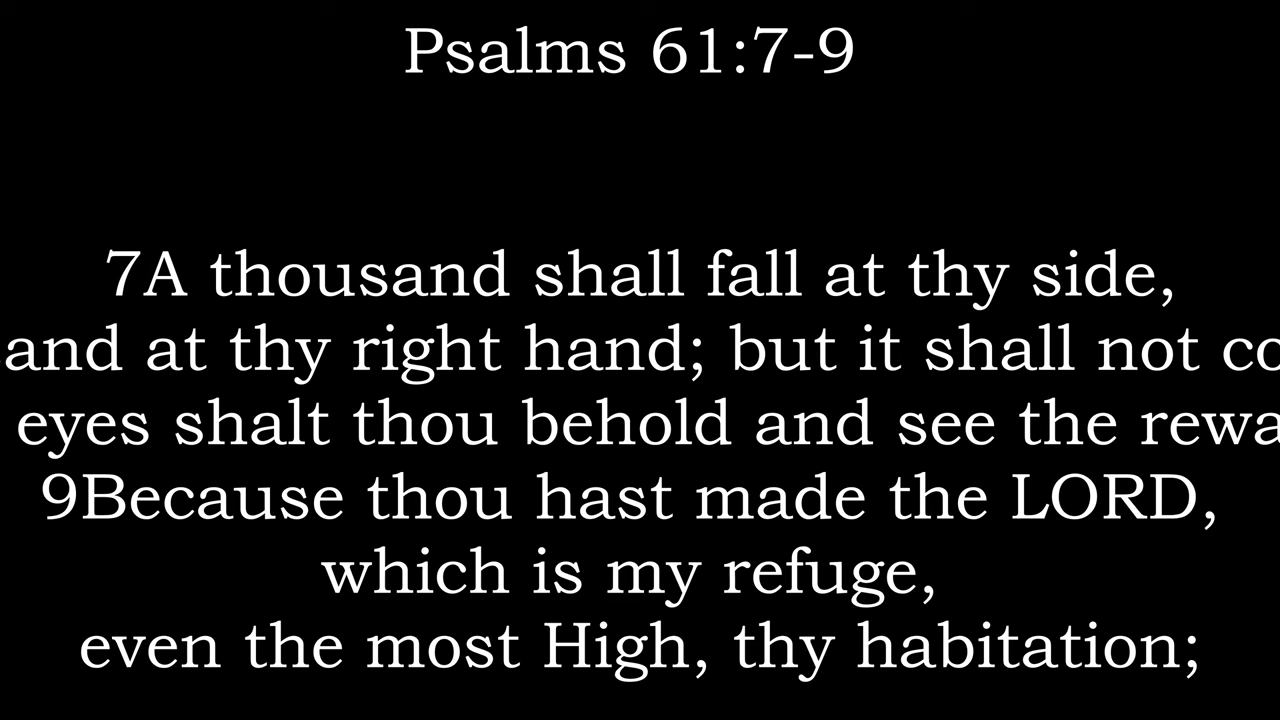 Psalms 61:7-9
7A thousand shall fall at thy side,
and at thy right hand; but it shall not
eyes shalt thou behold and see the
9Because thou hast made the LORD,
which is my refuge,
even the most High, thy habitation;